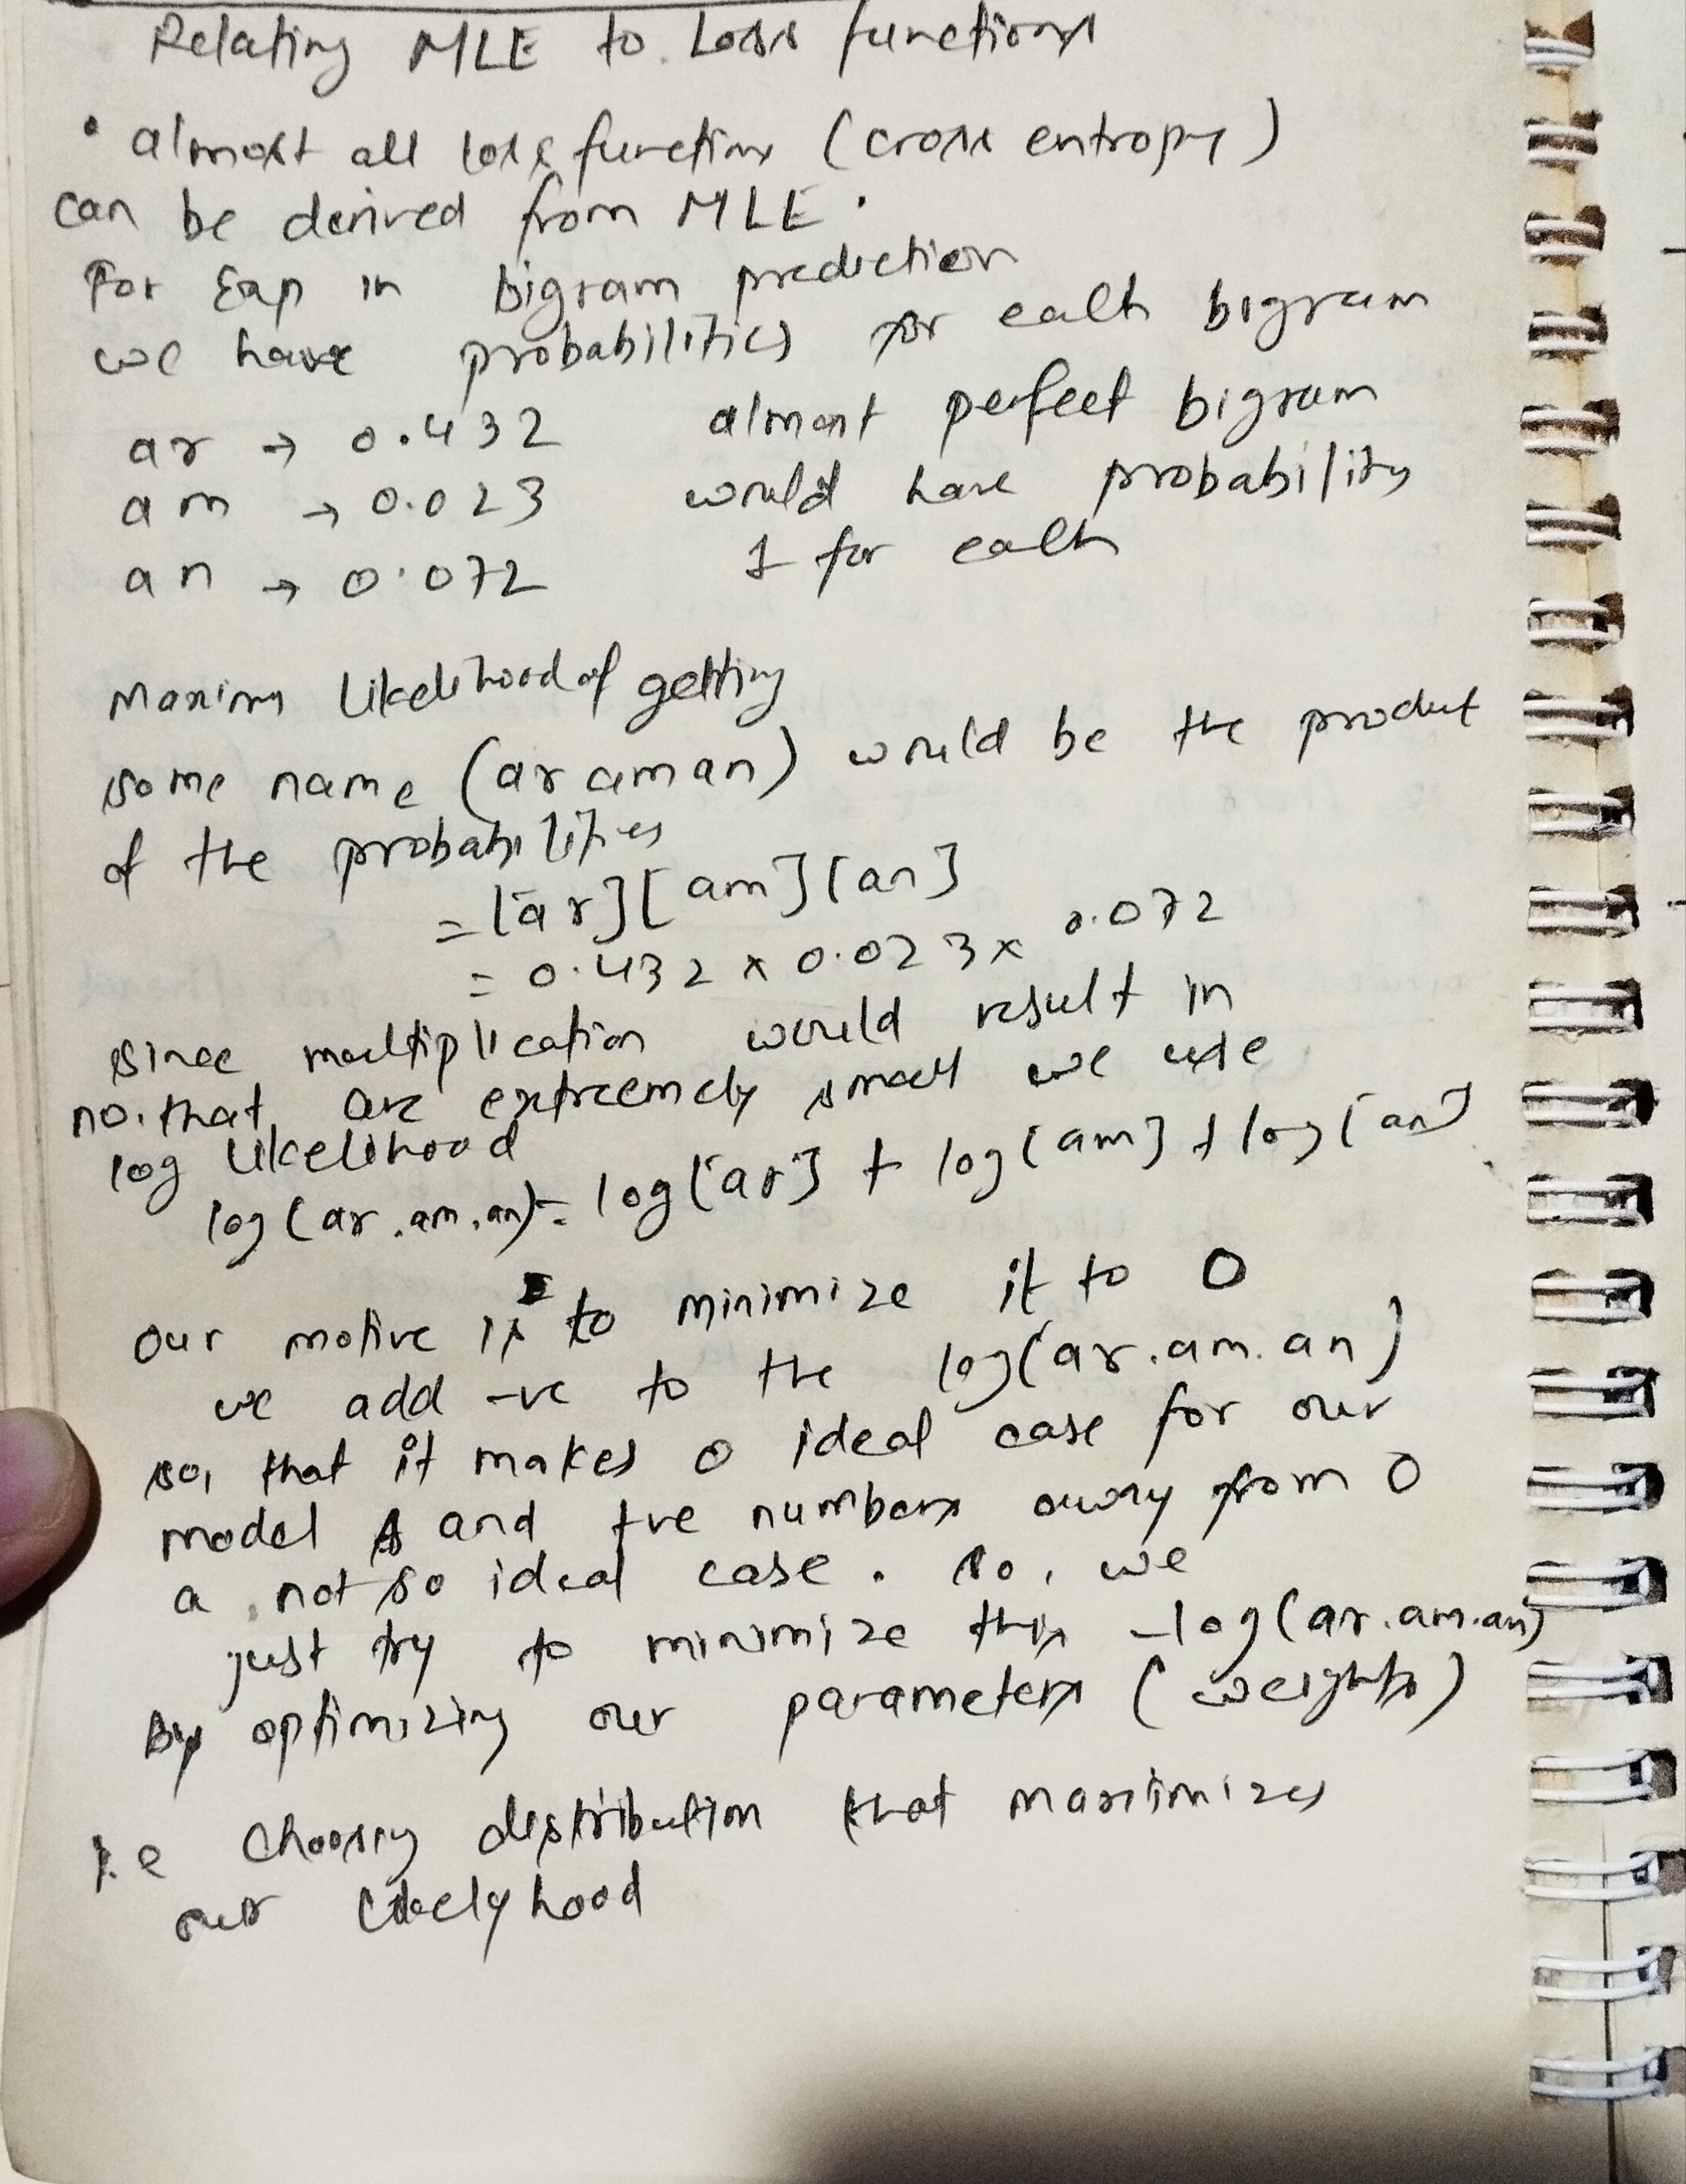 Relating MLE to Loss functions
• almost all loss functions (cross entropy)
can be derived from MLE.
For Exp in bigram prediction
we have probabilities for each bigram
ar → 0.432 almost perfect bigram
am → 0.023 would have probability
an → 0.072 1 for each
Maxim Likelihood of getting
some name (ar am an) would be the product
of the probabilities
= [ar][am][an]
= 0.432 x 0.023 x 0.072
since multiplication would result in
no. that are extreemely small we use
log likelihood
log (ar.am.an) = log[ar] + log[am] + log[an]
our motive is to minimize it to 0
we add -ve to the log(ar.am.an)
so, that it makes 0 ideal case for our
model and +ve numbers away from 0
a not so ideal case. so, we
just try to minimize this -log(ar.am.an)
By optimizing our parameters (weights)
i.e choosing distribution that maximizes
our likelyhood